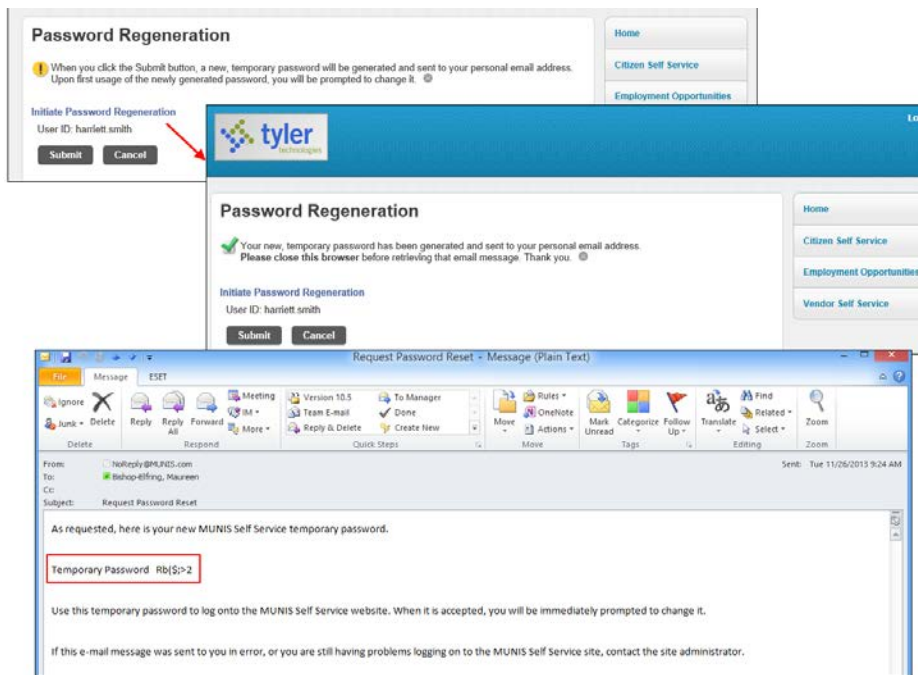 Password Regeneration
When you click the Submit button, a new, temporary password will be generated and sent to your personal email address.
Upon first usage of the newly generated password, you will be prompted to change it.
Initiate Password Regeneration
User ID: harriett.smith
Submit Cancel
Home
Citizen Self Service
Employment Opportunities
tyler
technologies
Lo
Password Regeneration
Your new, temporary password has been generated and sent to your personal email address.
Please close this browser before retrieving that email message. Thank you.
Initiate Password Regeneration
User ID: harriett.smith
Submit Cancel
Home
Citizen Self Service
Employment Opportunities
Vendor Self Service
Request Password Reset - Message (Plain Text)
File Message ESET
Ignore
Junk
Delete
Reply
Reply All
Forward
Meeting
IM
More
Version 10.5
Team E-mail
Reply & Delete
To Manager
Done
Create New
Move
Rules
OneNote
Actions
Mark Unread
Categorize
Follow Up
Translate
Find
Related
Select
Zoom
Delete Respond Quick Steps Move Tags Editing Zoom
From: NoReply@MUNIS.com
Sent: Tue 11/26/2013 9:24 AM
To: Bishop-Elfring, Maureen
Cc:
Subject: Request Password Reset
As requested, here is your new MUNIS Self Service temporary password.
Temporary Password Rb{$;>2
Use this temporary password to log onto the MUNIS Self Service website. When it is accepted, you will be immediately prompted to change it.
If this e-mail message was sent to you in error, or you are still having problems logging on to the MUNIS Self Service site, contact the site administrator.